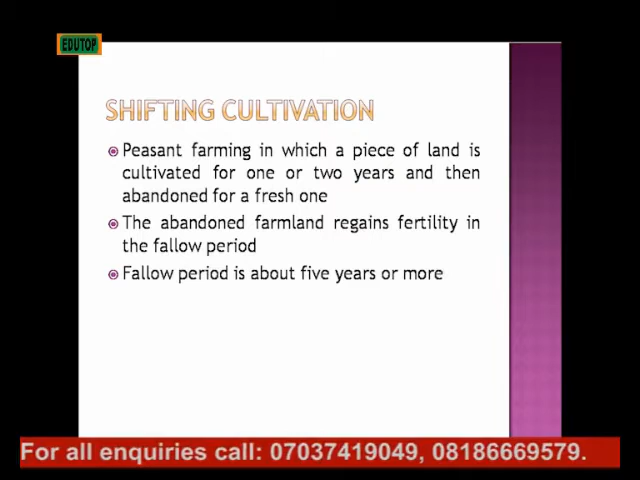 EDUTOP
SHIFTING CULTIVATION
Peasant farming in which a piece of land is
cultivated for one or two years and then
abandoned for a fresh one
The abandoned farmland regains fertility in
the fallow period
Fallow period is about five years or more
For all enquiries call: 07037419049, 08186669579.